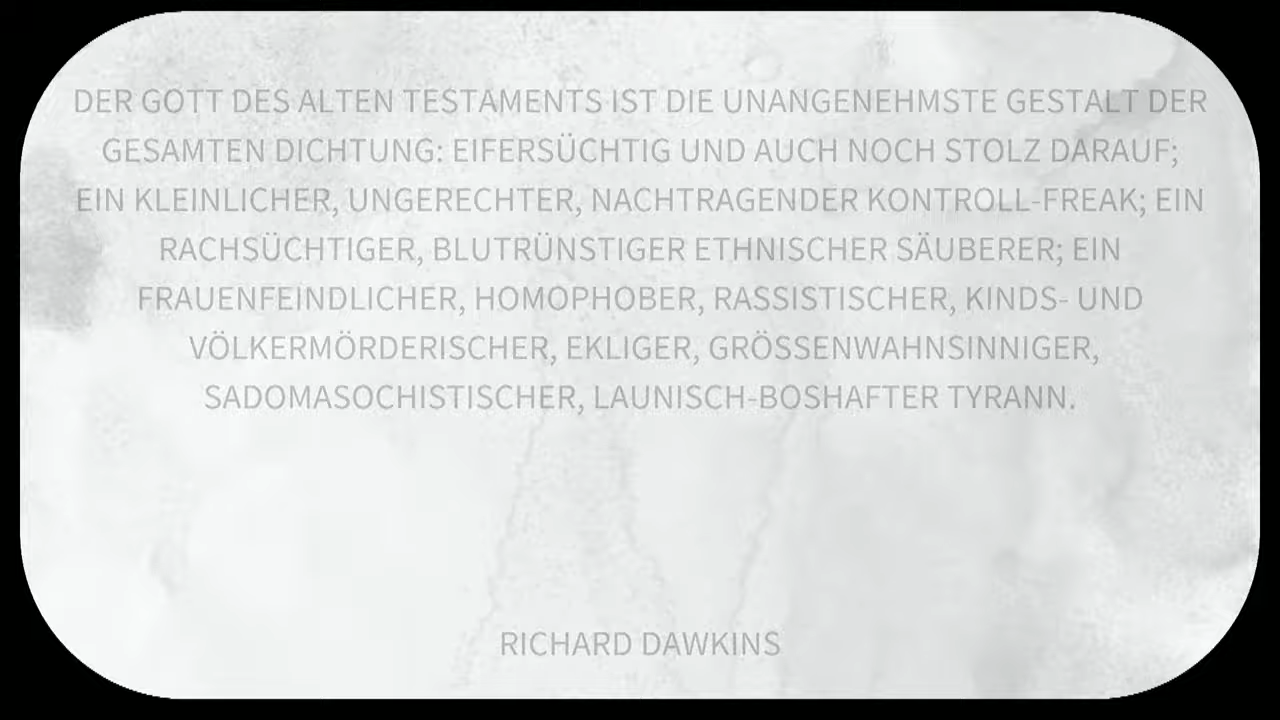 DER GOTT DES ALTEN TESTAMENTS IST DIE UNANGENEHMSTE GESTALT DER
GESAMTEN DICHTUNG: EIFERSÜCHTIG UND AUCH NOCH STOLZ DARAUF;
EIN KLEINLICHER, UNGERECHTER, NACHTRAGENDER KONTROLL-FREAK; EIN
RACHSÜCHTIGER, BLUTRÜNSTIGER ETHNISCHER SÄUBERER; EIN
FRAUENFEINDLICHER, HOMOPHOBER, RASSISTISCHER, KINDS- UND
VÖLKERMÖRDERISCHER, EKLIGER, GRÖSSENWAHNSINNIGER,
SADOMASOCHISTISCHER, LAUNISCH-BOSHAFTER TYRANN.
RICHARD DAWKINS